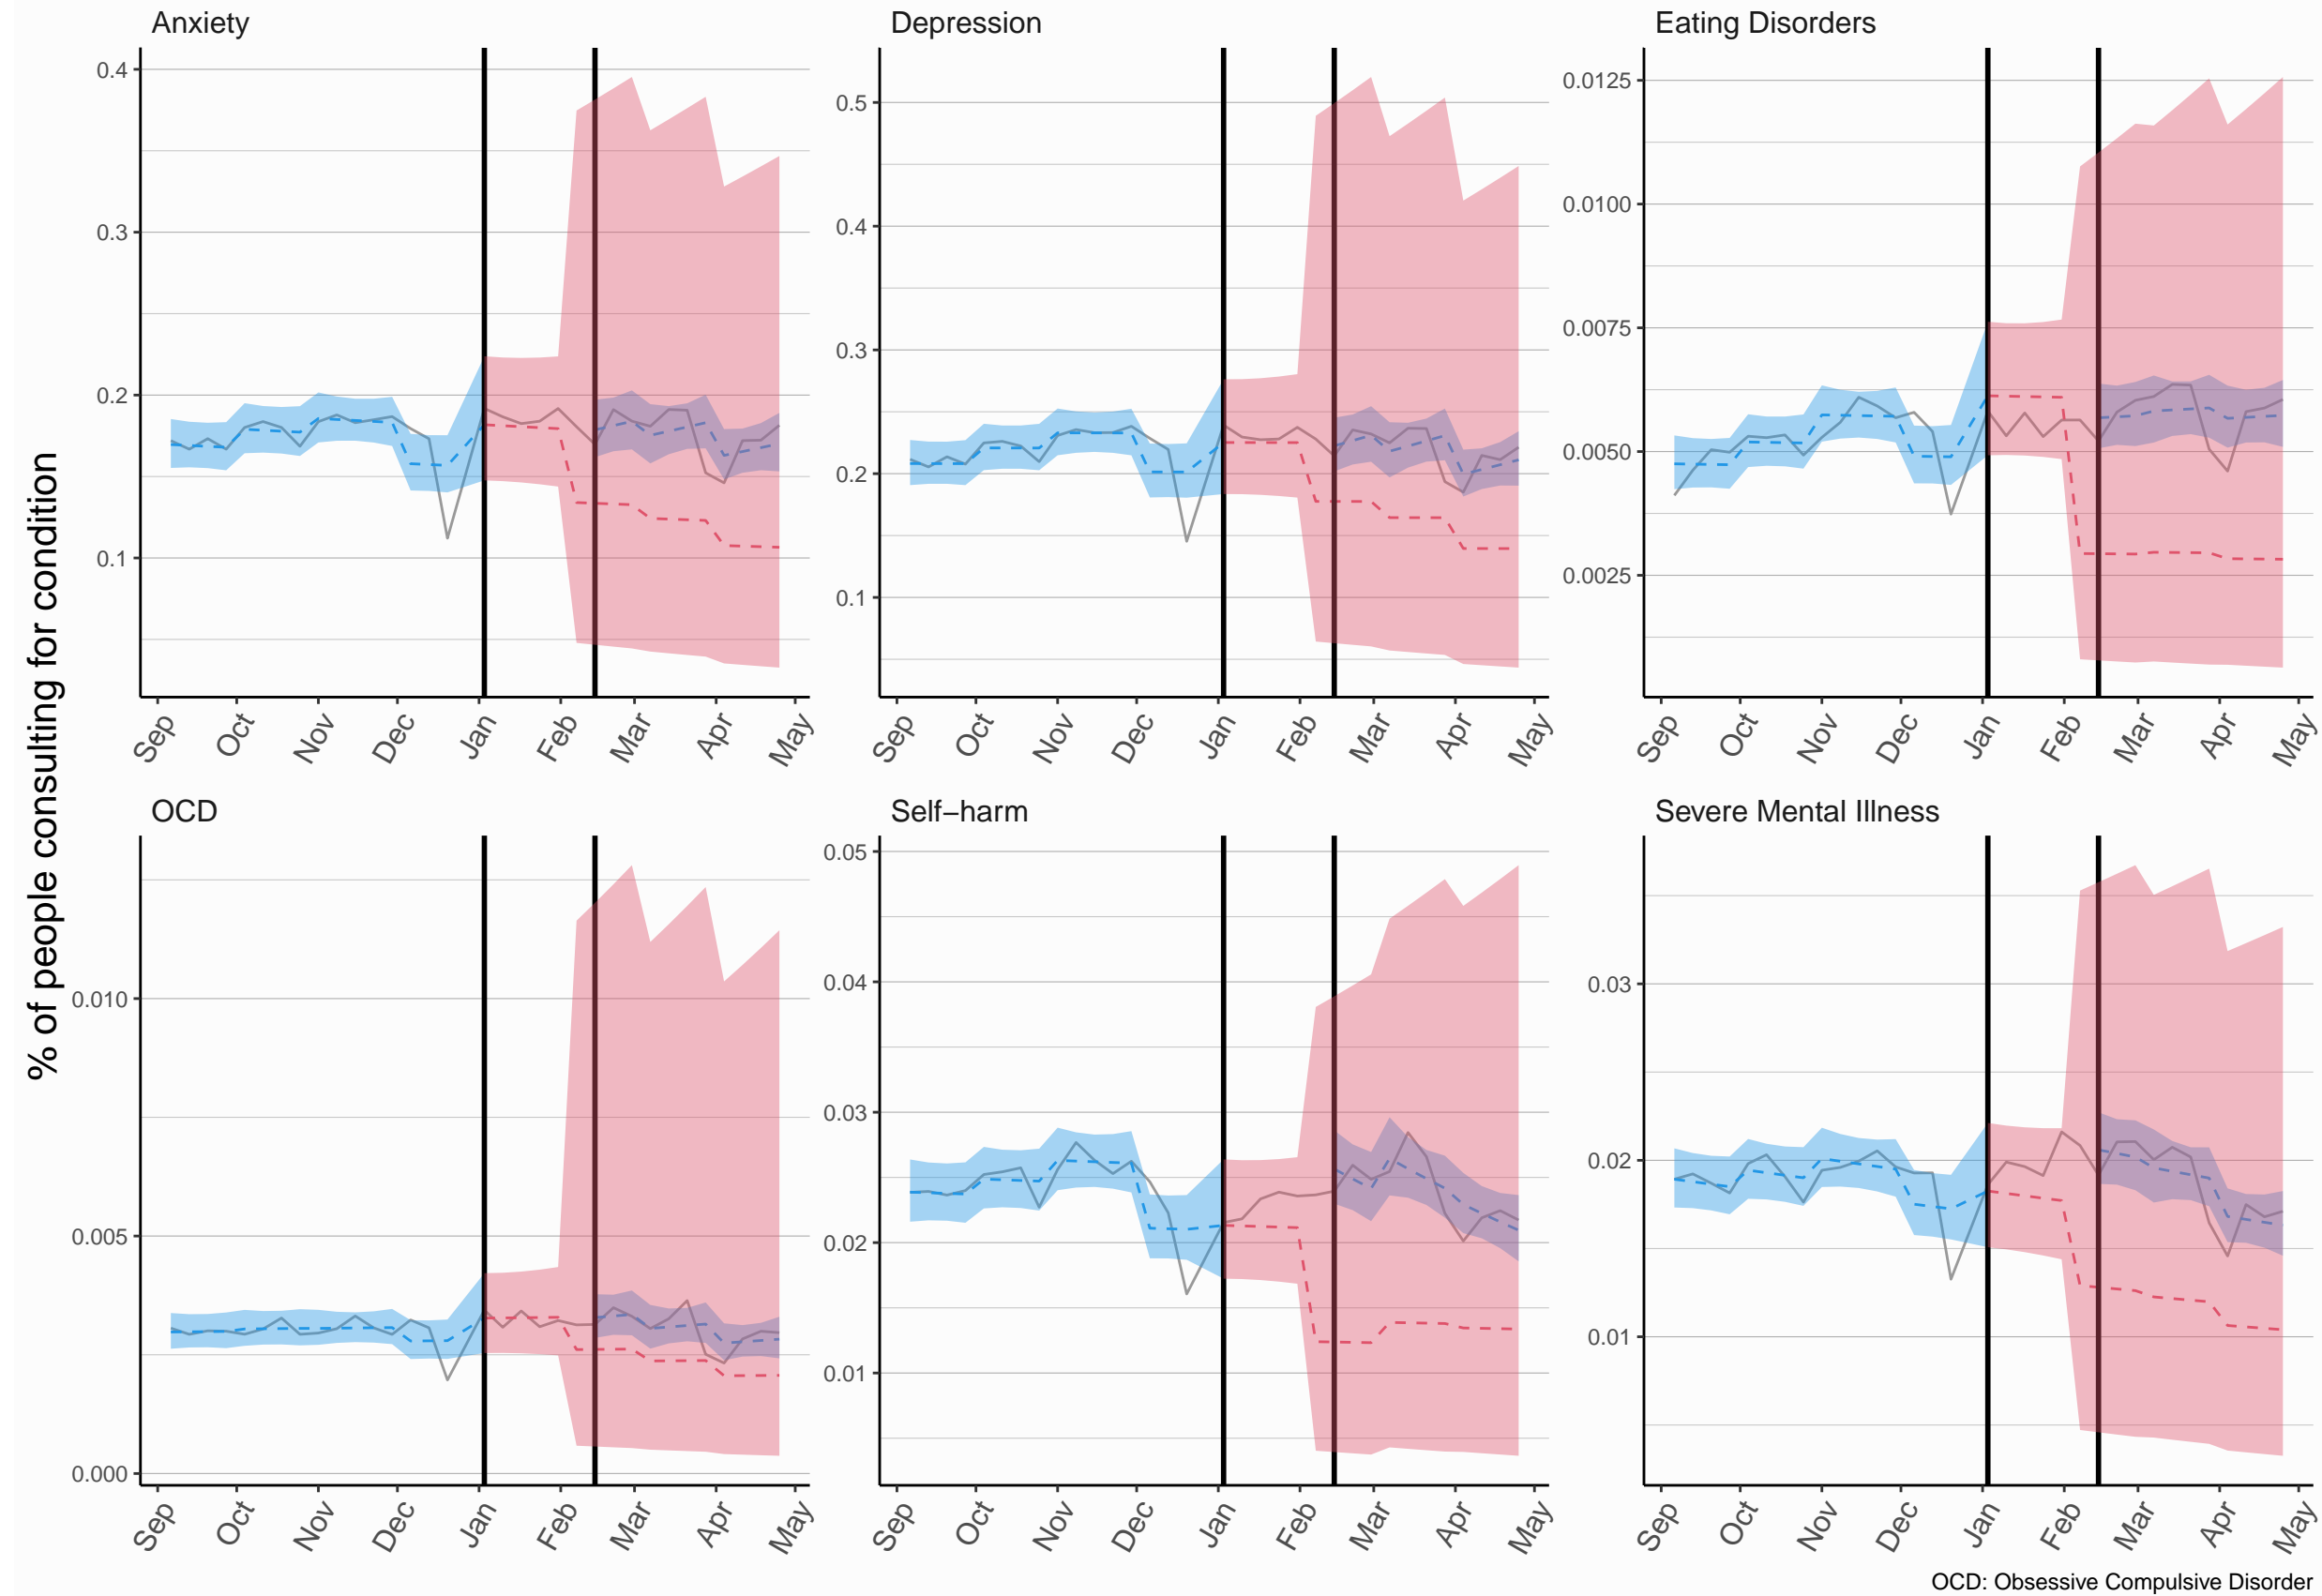 % of people consulting for condition
Anxiety
0.4
0.3
0.2
0.1
Sep Oct Nov Dec Jan Feb Mar Apr May
Depression
0.5
0.4
0.3
0.2
0.1
Sep Oct Nov Dec Jan Feb Mar Apr May
Eating Disorders
0.0125
0.0100
0.0075
0.0050
0.0025
Sep Oct Nov Dec Jan Feb Mar Apr May
OCD
0.010
0.005
0.000
Sep Oct Nov Dec Jan Feb Mar Apr May
Self−harm
0.05
0.04
0.03
0.02
0.01
Sep Oct Nov Dec Jan Feb Mar Apr May
Severe Mental Illness
0.03
0.02
0.01
Sep Oct Nov Dec Jan Feb Mar Apr May
OCD: Obsessive Compulsive Disorder